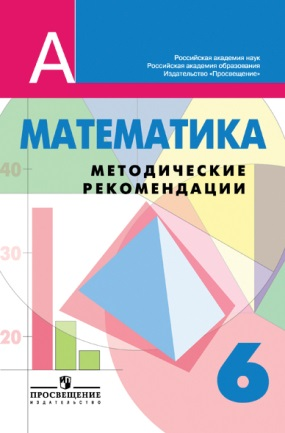 А
Российская академия наук
Российская академия образования
Издательство «Просвещение»
МАТЕМАТИКА
МЕТОДИЧЕСКИЕ
РЕКОМЕНДАЦИИ
40
30
20
6
ПРОСВЕЩЕНИЕ
ИЗДАТЕЛЬСТВО